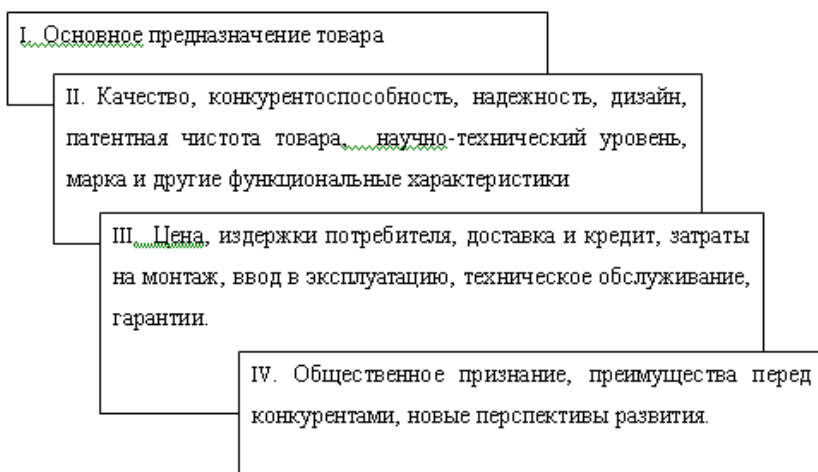 I. Основное предназначение товара
II. Качество, конкурентоспособность, надежность, дизайн,
патентная чистота товара, научно-технический уровень,
марка и другие функциональные характеристики
III. Цена, издержки потребителя, доставка и кредит, затраты
на монтаж, ввод в эксплуатацию, техническое обслуживание,
гарантии.
IV. Общественное признание, преимущества перед
конкурентами, новые перспективы развития.